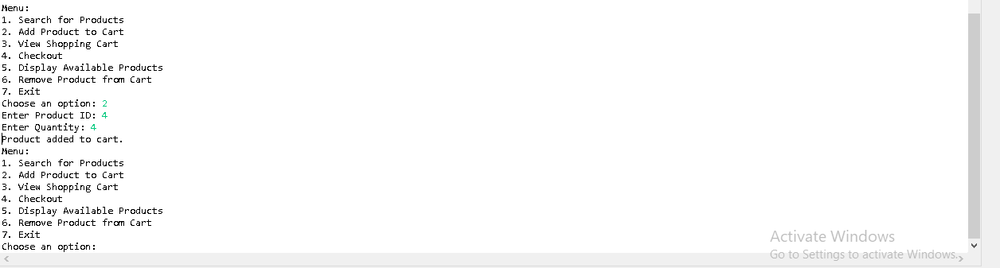 Menu:
1. Search for Products
2. Add Product to Cart
3. View Shopping Cart
4. Checkout
5. Display Available Products
6. Remove Product from Cart
7. Exit
Choose an option: 2
Enter Product ID: 4
Enter Quantity: 4
Product added to cart.
Menu:
1. Search for Products
2. Add Product to Cart
3. View Shopping Cart
4. Checkout
5. Display Available Products
6. Remove Product from Cart
7. Exit
Choose an option:
Activate Windows
Go to Settings to activate Windows.